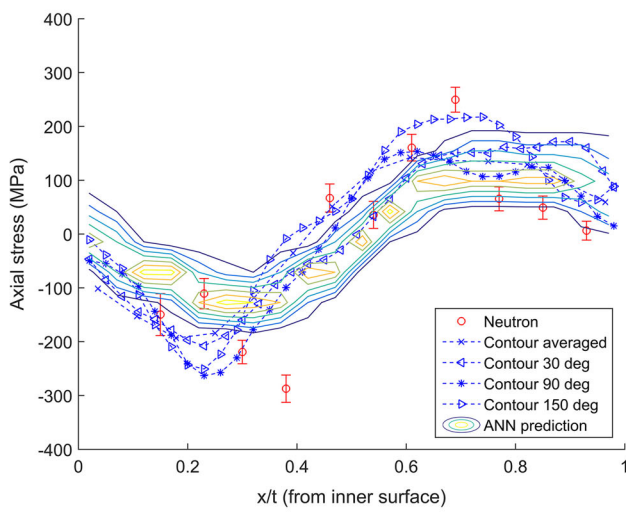 400
300
200
100
0
-100
-200
-300
-400
Axial stress (MPa)
0
0.2
0.4
0.6
0.8
1
x/t (from inner surface)
Neutron
Contour averaged
Contour 30 deg
Contour 90 deg
Contour 150 deg
ANN prediction